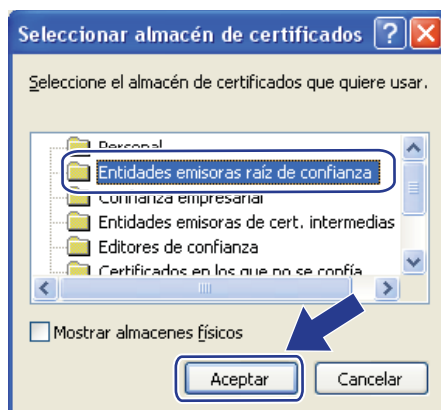 Seleccionar almacén de certificados
Seleccione el almacén de certificados que quiere usar.
Personal
Entidades emisoras raíz de confianza
Confianza empresarial
Entidades emisoras de cert. intermedias
Editores de confianza
Certificados en los que no se confía
Mostrar almacenes físicos
Aceptar
Cancelar